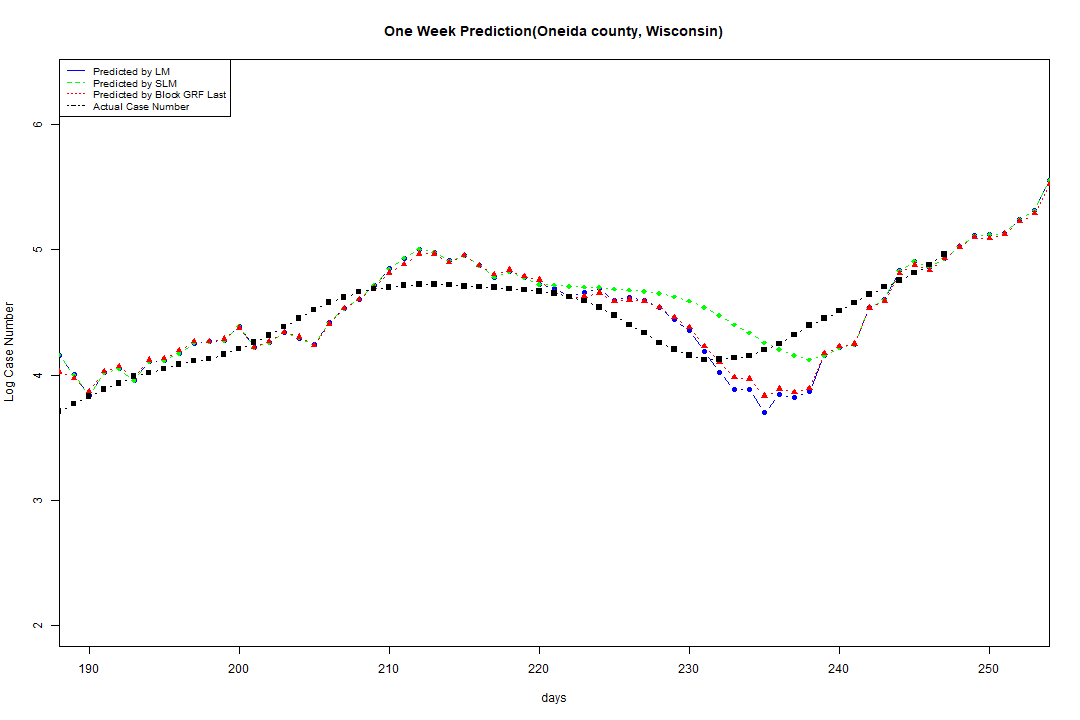 One Week Prediction(Oneida county, Wisconsin)
Predicted by LM
Predicted by SLM
Predicted by Block GRF Last
Actual Case Number
Log Case Number
6
5
4
3
2
190 200 210 220 230 240 250
days